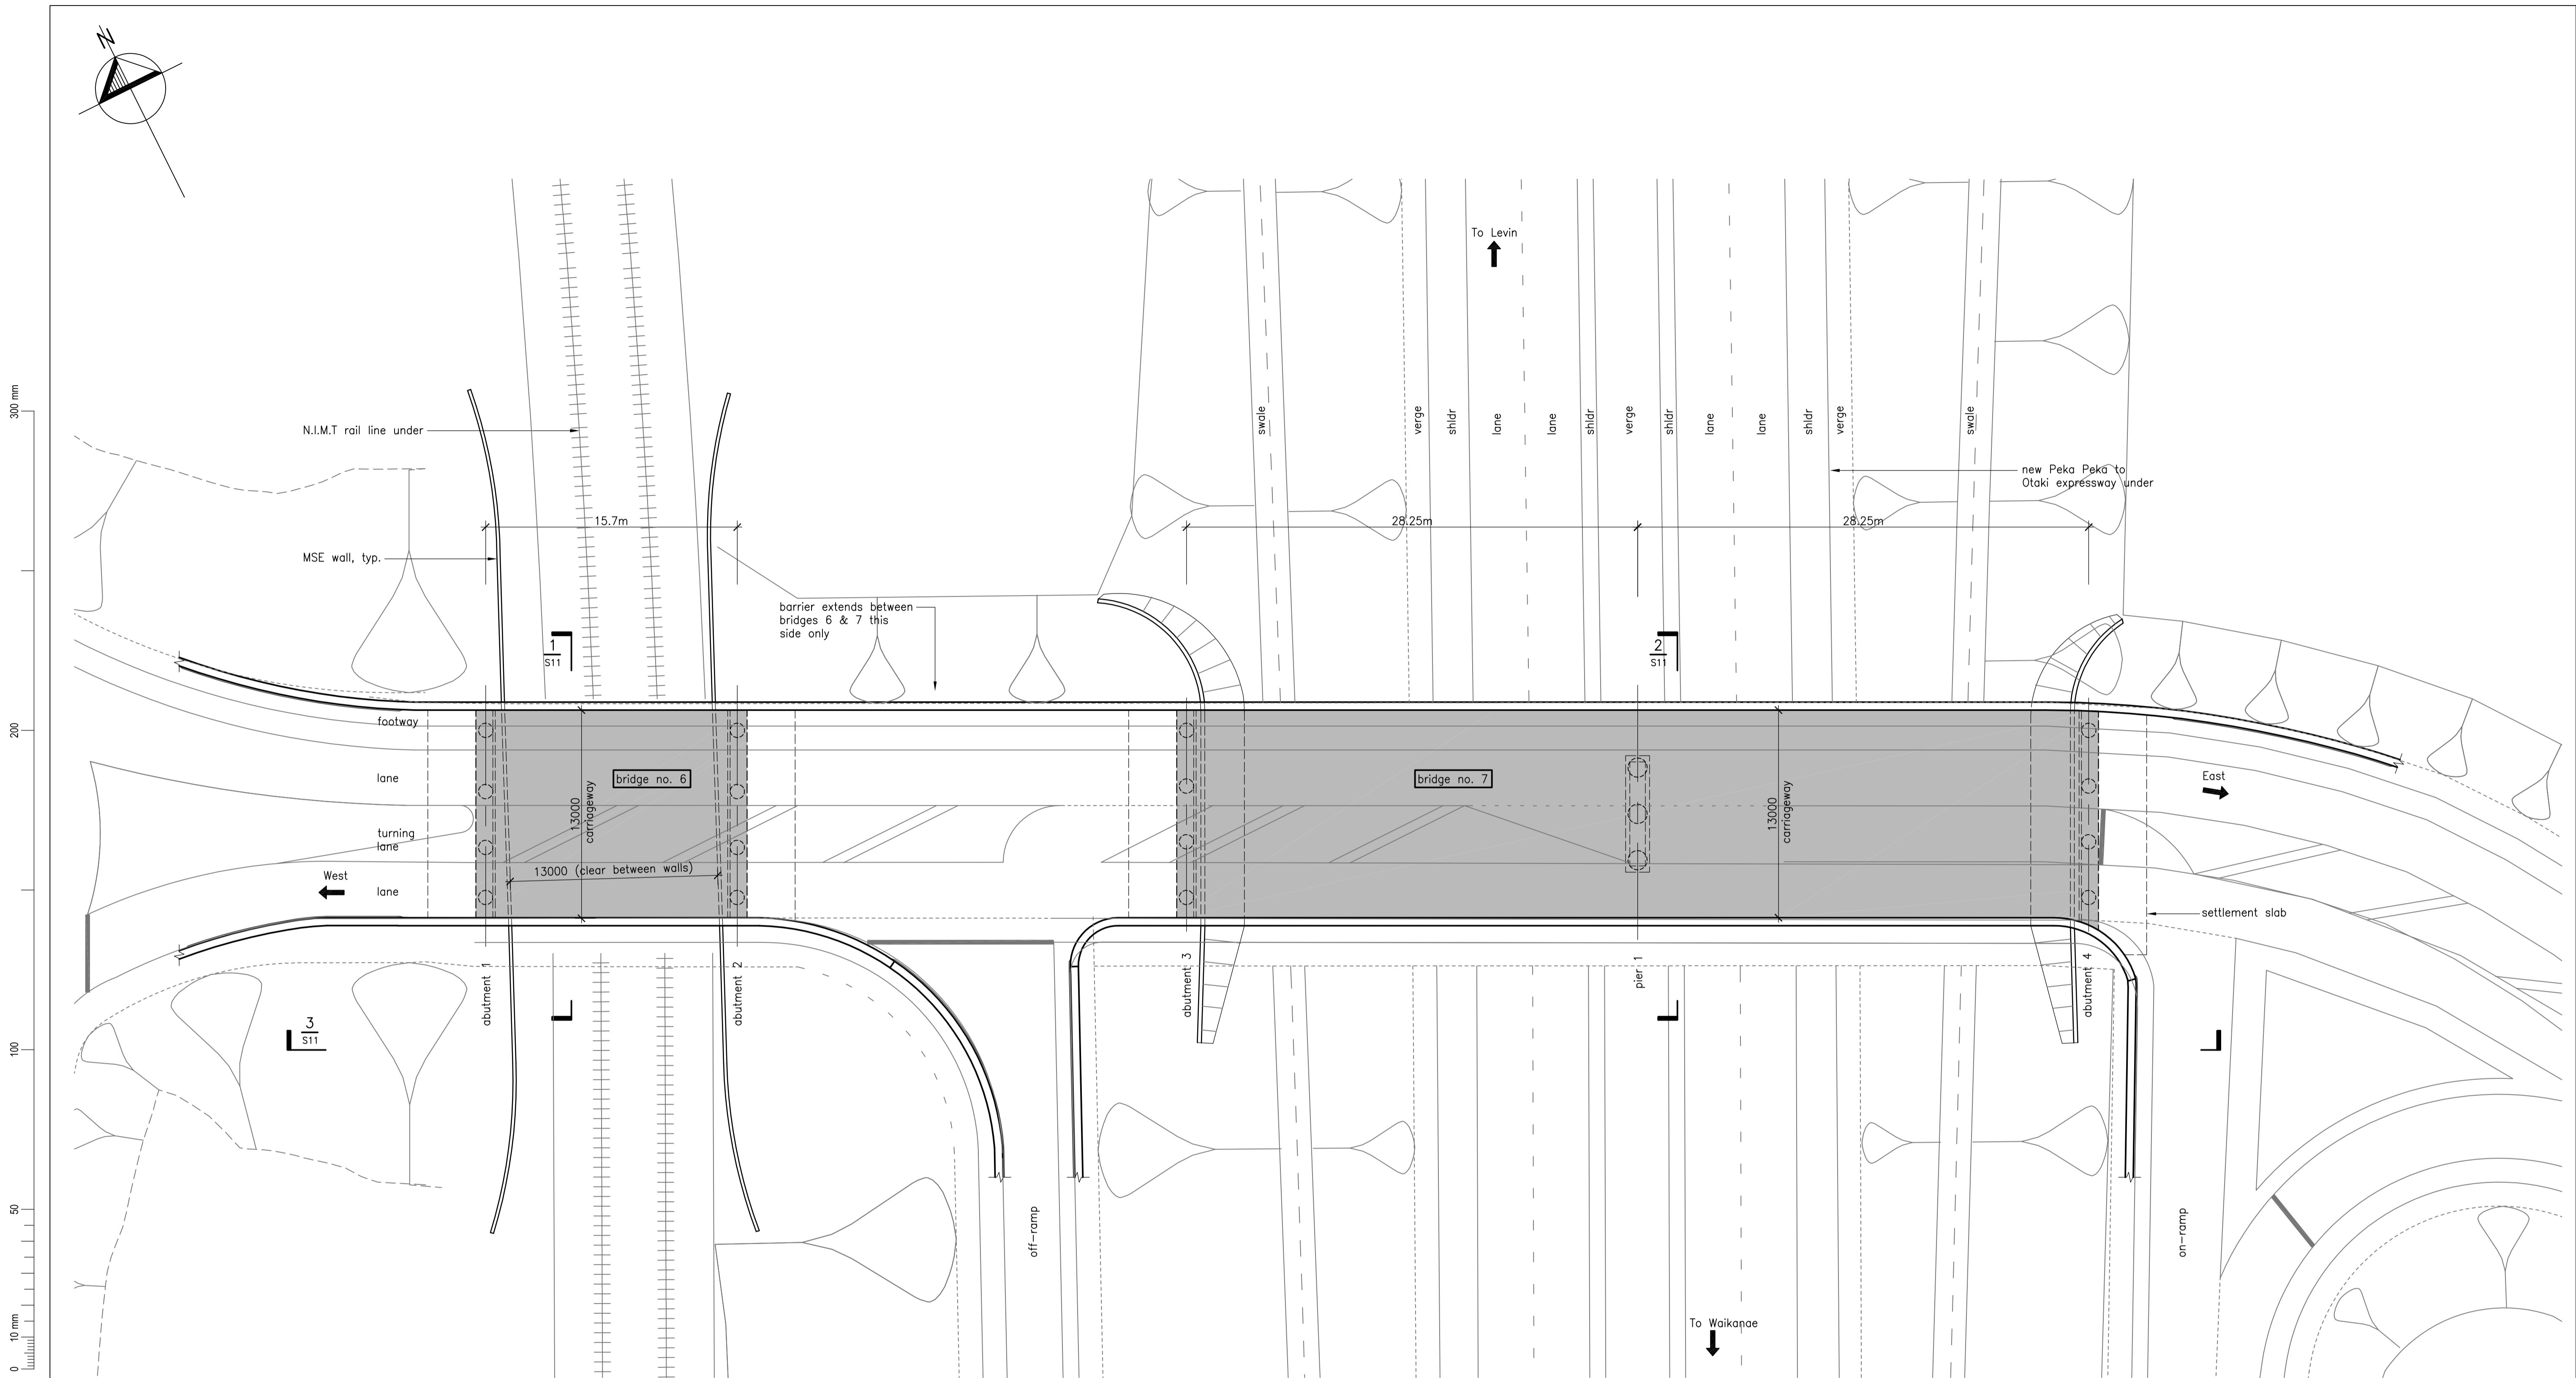 N
To Levin
300 mm
swale
verge
shldr
lane
lane
shldr
verge
shldr
lane
lane
shldr
verge
swale
N.I.M.T rail line under
new Peka Peka to
Otaki expressway under
15.7m
28.25m
28.25m
MSE wall, typ.
barrier extends between
bridges 6 & 7 this
side only
1
S11
2
S11
footway
200
lane
bridge no. 6
bridge no. 7
East
13000
carriageway
13000
carriageway
turning
lane
13000 (clear between walls)
West
lane
settlement slab
abutment 1
abutment 2
abutment 3
pier 1
abutment 4
3
S11
100
50
off-ramp
on-ramp
To Waikanae
10 mm
0